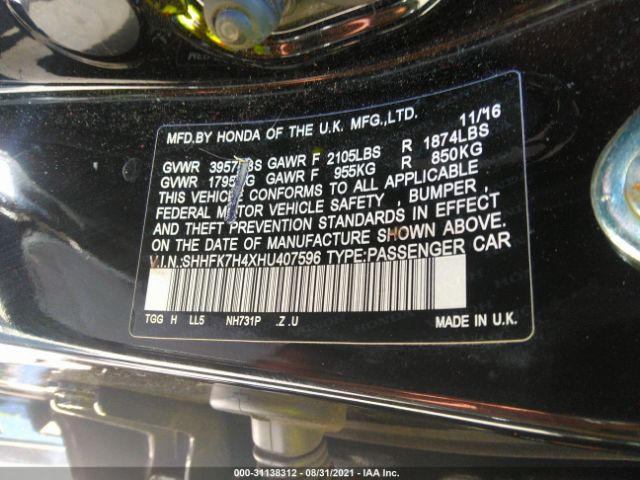 MFD.BY HONDA OF THE U.K. MFG.,LTD. 11/16
GVWR 3957LBS GAWR F 2105LBS R 1874LBS
GVWR 1795KG GAWR F 955KG R 850KG
THIS VEHICLE CONFORMS TO ALL APPLICABLE
FEDERAL MOTOR VEHICLE SAFETY , BUMPER ,
AND THEFT PREVENTION STANDARDS IN EFFECT
ON THE DATE OF MANUFACTURE SHOWN ABOVE.
V.I.N.:SHHFK7H4XHU407596 TYPE:PASSENGER CAR
TGG H LL5 NH731P .Z.U MADE IN U.K.
000-31138312 - 08/31/2021 - IAA Inc.